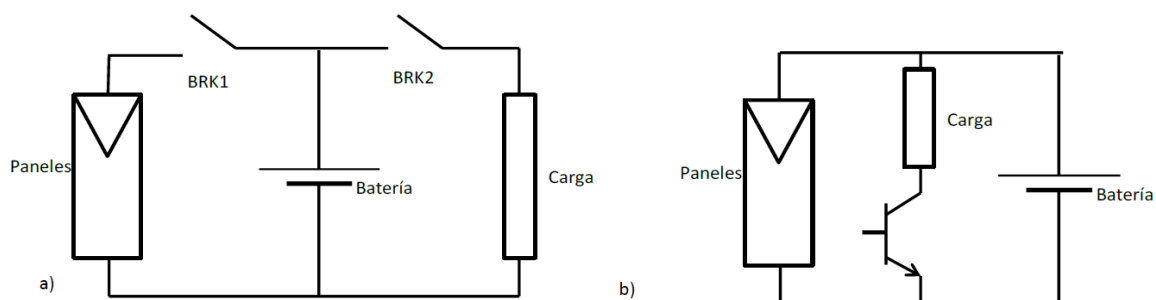 BRK1
BRK2
Paneles
Batería
Carga
a)
Carga
Paneles
Batería
b)